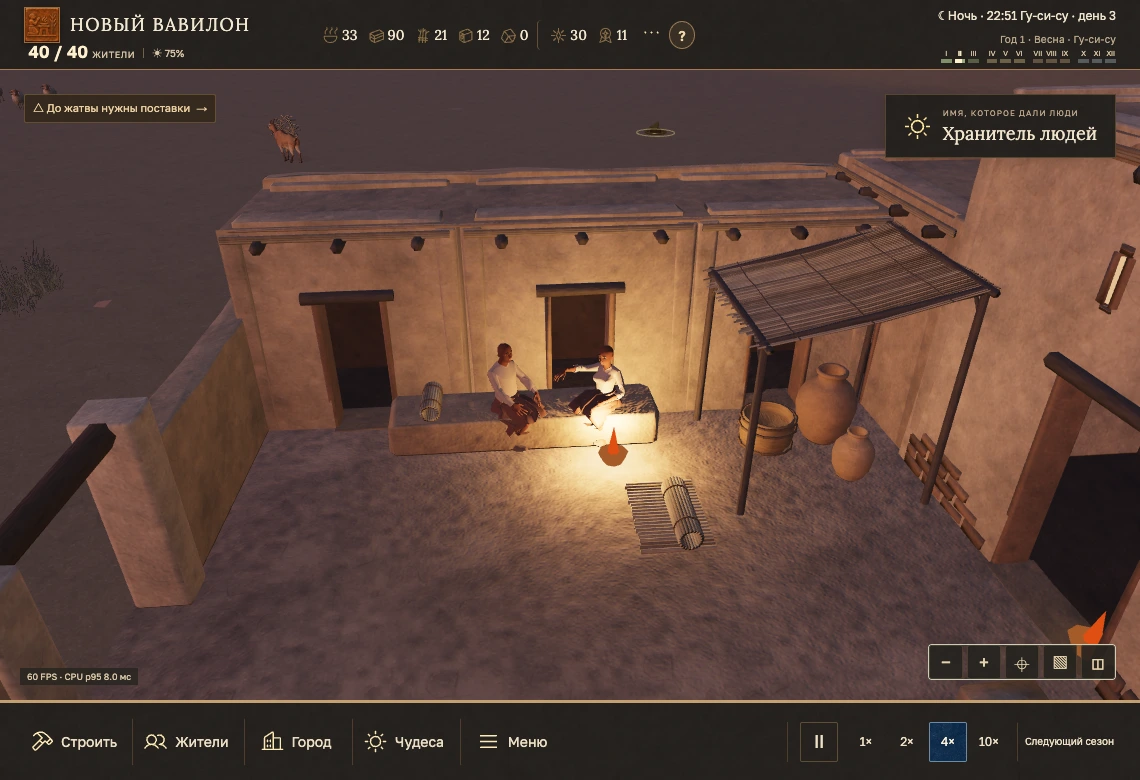 НОВЫЙ ВАВИЛОН
40 / 40 ЖИТЕЛИ 75%
33 90 21 12 0 30 11 ... ?
Ночь · 22:51 Гу-си-су · день 3
Год 1 · Весна · Гу-си-су
I II III IV V VI VII VIII IX X XI XII
До жатвы нужны поставки →
ИМЯ, КОТОРОЕ ДАЛИ ЛЮДИ
Хранитель людей
60 FPS · CPU p95 8.0 мс
− +
Строить Жители Город Чудеса Меню
1× 2× 4× 10× Следующий сезон